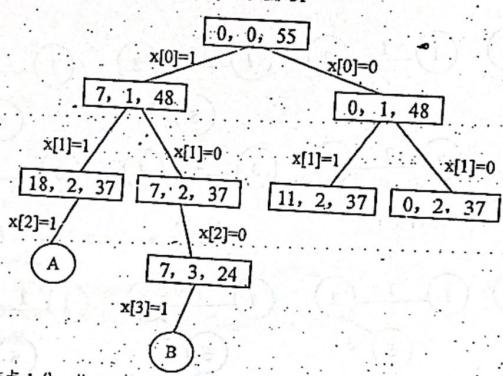 0, 0, 55
x[0]=1
x[0]=0
7, 1, 48
0, 1, 48
x[1]=1
x[1]=0
x[1]=1
x[1]=0
18, 2, 37
7, 2, 37
11, 2, 37
0, 2, 37
x[2]=1
x[2]=0
A
7, 3, 24
x[3]=1
B